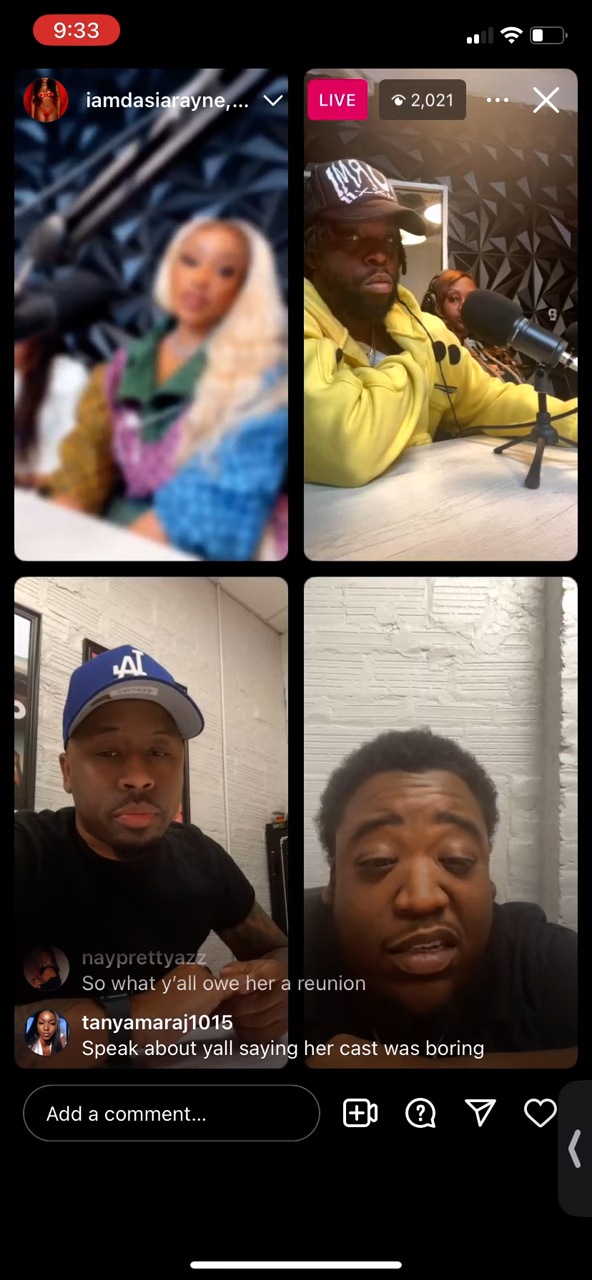 9:33
iamdasiarayne,...
LIVE
2,021
nayprettyazz
So what y'all owe her a reunion
tanyamaraj1015
Speak about yall saying her cast was boring
Add a comment...